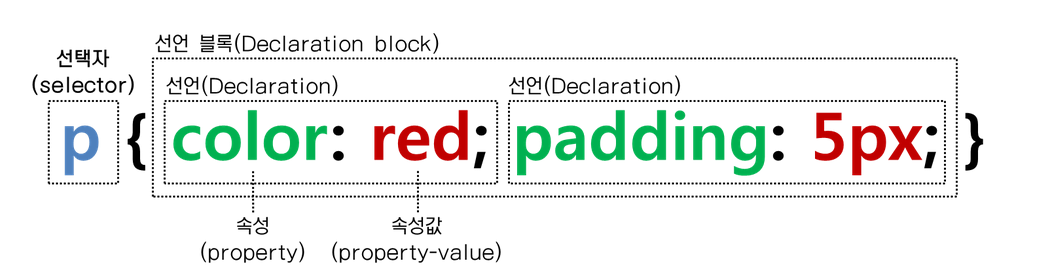 선언 블록(Declaration block)
선택자
(selector)
선언(Declaration) 선언(Declaration)
p { color: red; padding: 5px; }
속성 속성값
(property) (property-value)